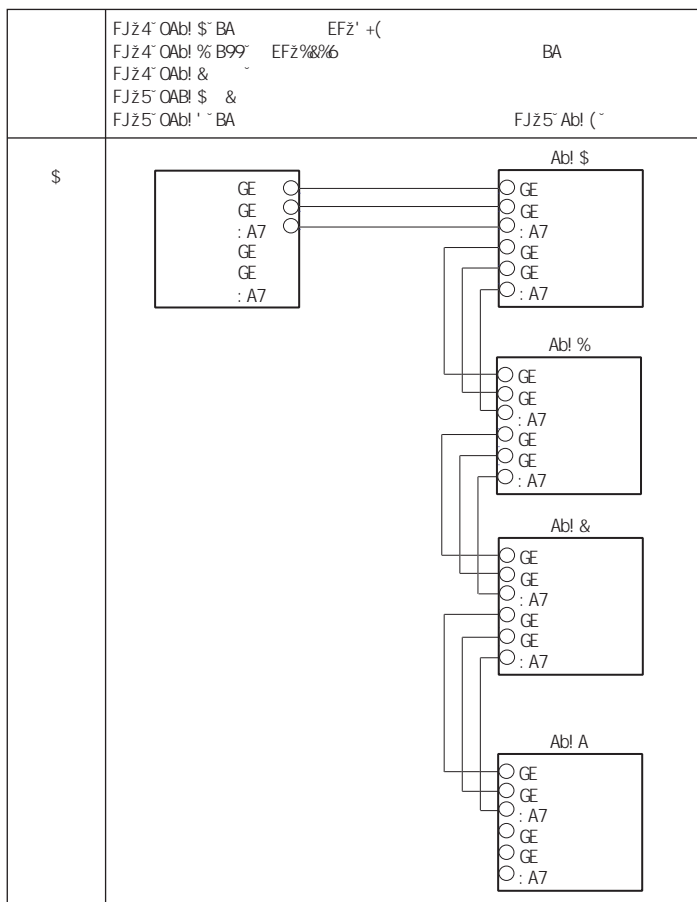 FJž4˘OAb!$˘BA EFž'+(
FJž4˘OAb!%˘B99˘ EFž%&%6 BA
FJž4˘OAb!& ˘
FJž5˘OAB!$ &
FJž5˘OAb!'˘BA FJž5˘Ab!(˘
$
Ab!$
GE
GE
:A7
GE
GE
:A7
GE
GE
:A7
GE
GE
:A7
Ab!%
GE
GE
:A7
GE
GE
:A7
Ab!&
GE
GE
:A7
GE
GE
:A7
Ab!A
GE
GE
:A7
GE
GE
:A7